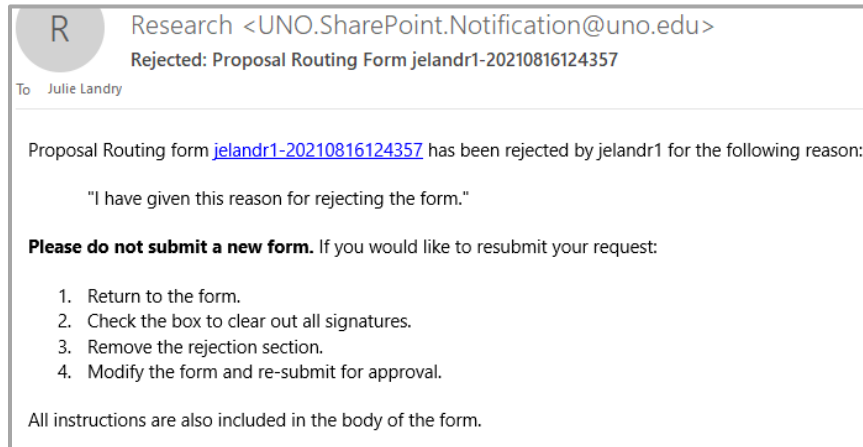 R
Research <UNO.SharePoint.Notification@uno.edu>
Rejected: Proposal Routing Form jelandr1-20210816124357
To Julie Landry
Proposal Routing form jelandr1-20210816124357 has been rejected by jelandr1 for the following reason:
"I have given this reason for rejecting the form."
Please do not submit a new form. If you would like to resubmit your request:
1. Return to the form.
2. Check the box to clear out all signatures.
3. Remove the rejection section.
4. Modify the form and re-submit for approval.
All instructions are also included in the body of the form.